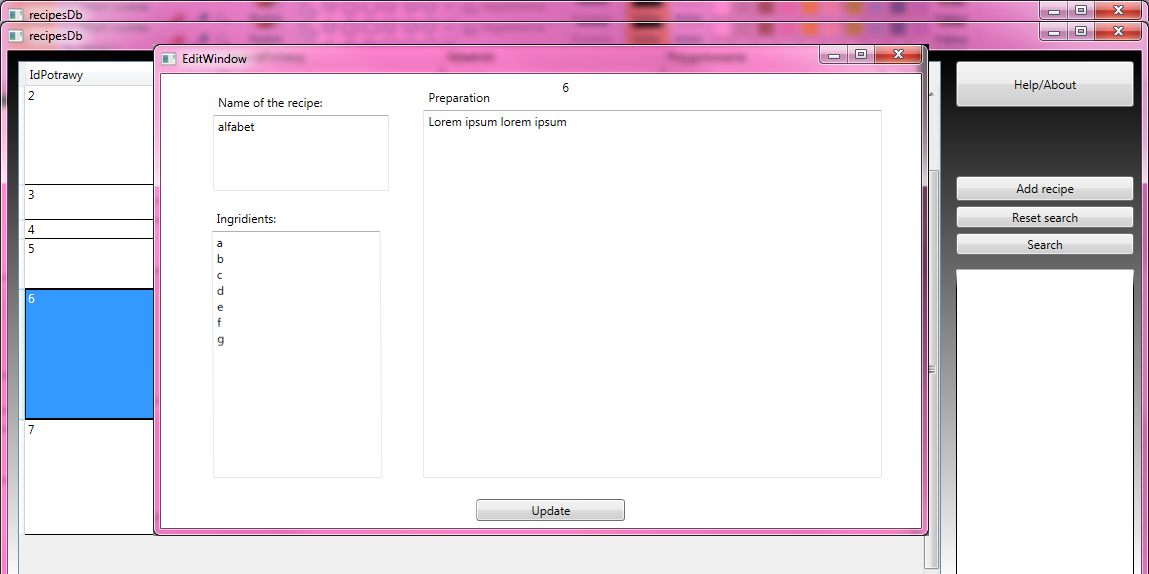 recipesDb
recipesDb
EditWindow
IdPotrawy
2
3
4
5
6
7
Name of the recipe:
alfabet
Ingridients:
a
b
c
d
e
f
g
6
Preparation
Lorem ipsum lorem ipsum
Update
Help/About
Add recipe
Reset search
Search